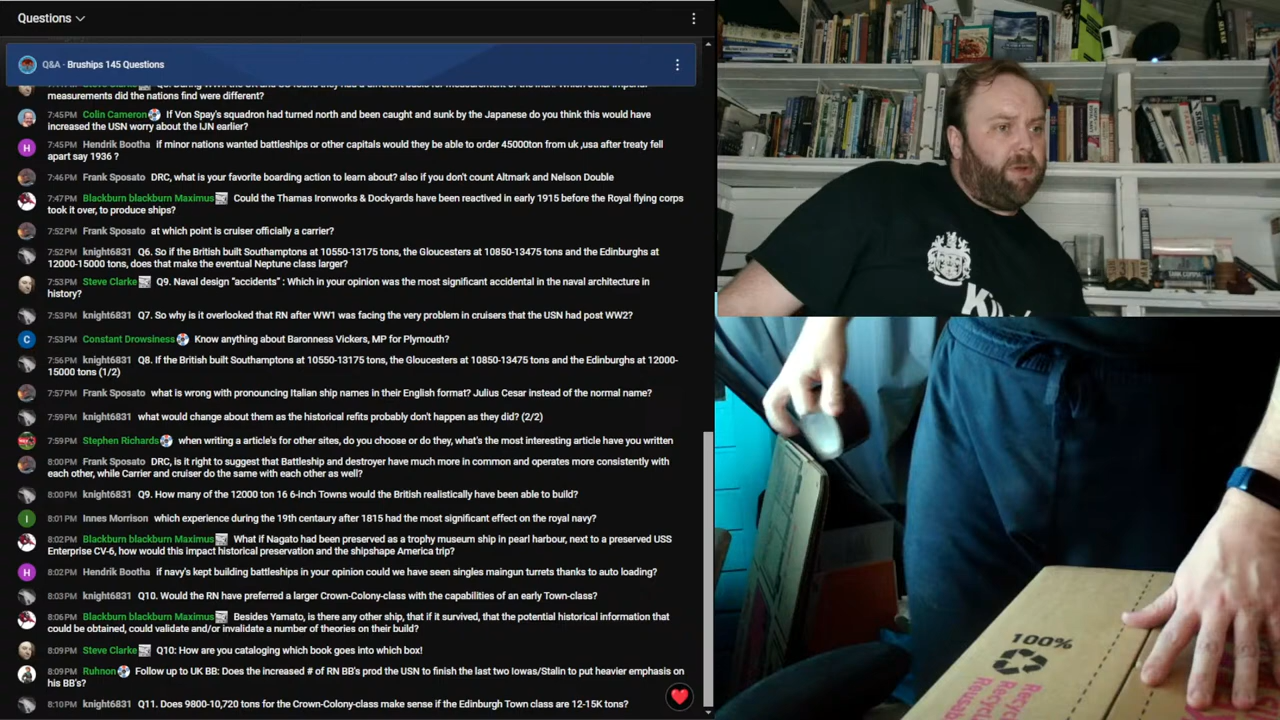 Questions
Q&A · Bruships 145 Questions
measurements did the nations find were different?
7:45PM Colin Cameron If Von Spay's squadron had turned north and been caught and sunk by the Japanese do you think this would have
increased the USN worry about the IJN earlier?
H 7:45PM Hendrik Bootha if minor nations wanted battleships or other capitals would they be able to order 45000ton from uk ,usa after treaty fell
apart say 1936 ?
7:46PM Frank Sposato DRC, what is your favorite boarding action to learn about? also if you don't count Altmark and Nelson Double
7:47PM Blackburn blackburn Maximus Could the Thamas Ironworks & Dockyards have been reactived in early 1915 before the Royal flying corps
took it over, to produce ships?
7:52PM Frank Sposato at which point is cruiser officially a carrier?
7:52PM knight6831 Q6. So if the British built Southamptons at 10550-13175 tons, the Gloucesters at 10850-13475 tons and the Edinburghs at
12000-15000 tons, does that make the eventual Neptune class larger?
7:53PM Steve Clarke Q9. Naval design "accidents" : Which in your opinion was the most significant accidental in the naval architecture in
history?
7:53PM knight6831 Q7. So why is it overlooked that RN after WW1 was facing the very problem in cruisers that the USN had post WW2?
C 7:53PM Constant Drowsiness Know anything about Baronness Vickers, MP for Plymouth?
7:56PM knight6831 Q8. If the British built Southamptons at 10550-13175 tons, the Gloucesters at 10850-13475 tons and the Edinburghs at 12000-
15000 tons (1/2)
7:57PM Frank Sposato what is wrong with pronouncing Italian ship names in their English format? Julius Cesar instead of the normal name?
7:59PM knight6831 what would change about them as the historical refits probably don't happen as they did? (2/2)
7:59PM Stephen Richards when writing a article's for other sites, do you choose or do they, what's the most interesting article have you written
8:00PM Frank Sposato DRC, is it right to suggest that Battleship and destroyer have much more in common and operates more consistently with
each other, while Carrier and cruiser do the same with each other as well?
8:00PM knight6831 Q9. How many of the 12000 ton 16 6-inch Towns would the British realistically have been able to build?
I 8:01PM Innes Morrison which experience during the 19th centaury after 1815 had the most significant effect on the royal navy?
8:02PM Blackburn blackburn Maximus What if Nagato had been preserved as a trophy museum ship in pearl harbour, next to a preserved USS
Enterprise CV-6, how would this impact historical preservation and the shipshape America trip?
H 8:02PM Hendrik Bootha if navy's kept building battleships in your opinion could we have seen singles maingun turrets thanks to auto loading?
8:03PM knight6831 Q10. Would the RN have preferred a larger Crown-Colony-class with the capabilities of an early Town-class?
8:06PM Blackburn blackburn Maximus Besides Yamato, is there any other ship, that if it survived, that the potential historical information that
could be obtained, could validate and/or invalidate a number of theories on their build?
8:09PM Steve Clarke Q10: How are you cataloging which book goes into which box!
8:09PM Ruhnon Follow up to UK BB: Does the increased # of RN BB's prod the USN to finish the last two Iowas/Stalin to put heavier emphasis on
his BB's?
8:10PM knight6831 Q11. Does 9800-10,720 tons for the Crown-Colony-class make sense if the Edinburgh Town class are 12-15K tons?
100%